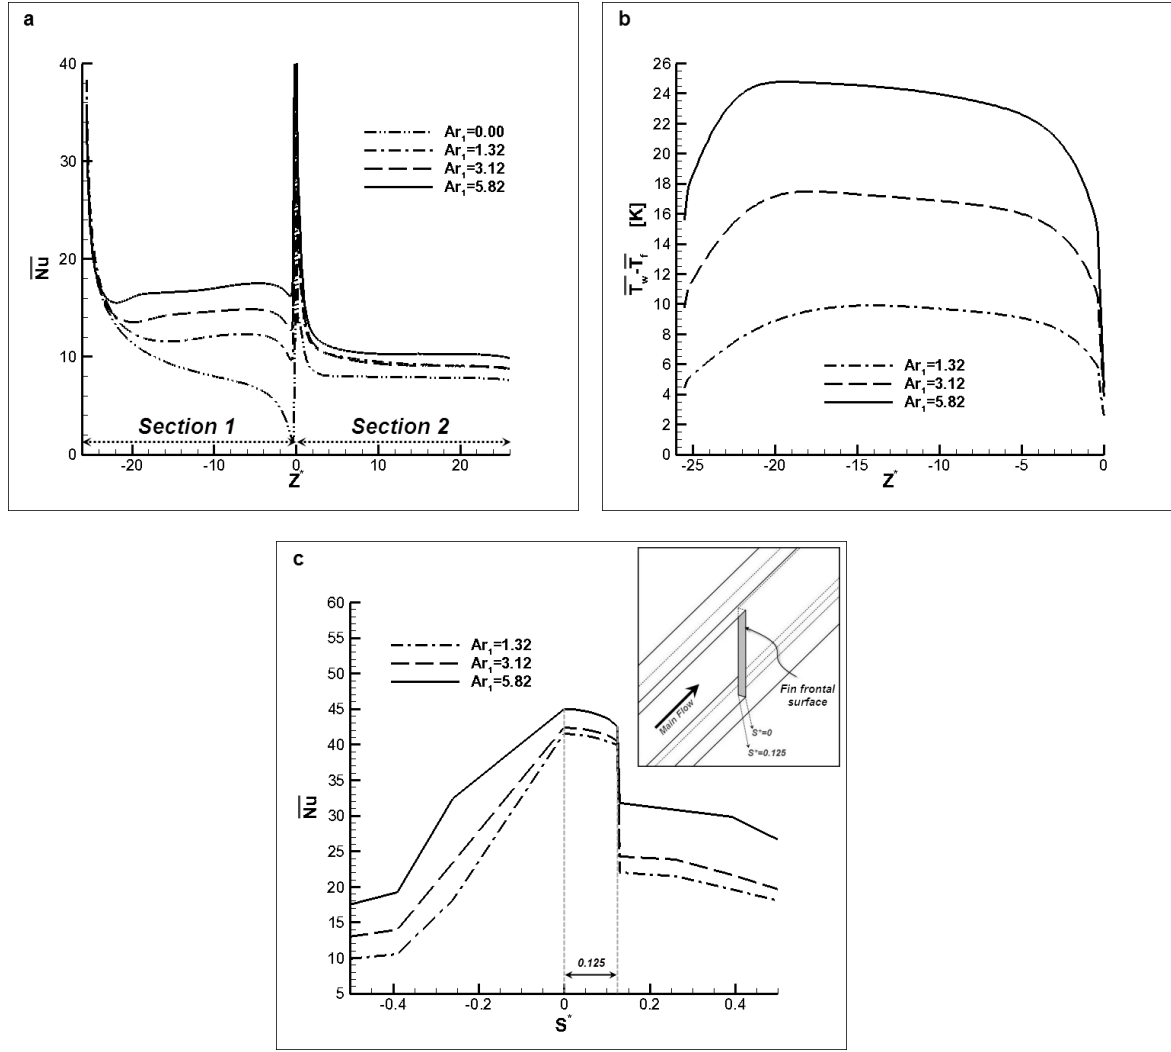 a
40
30
20
10
0
Nu
Ar1=0.00
Ar1=1.32
Ar1=3.12
Ar1=5.82
Section 1
Section 2
-20
-10
0
10
20
Z*
b
26
24
22
20
18
16
14
12
10
8
6
4
2
0
Tw-Tf [K]
Ar1=1.32
Ar1=3.12
Ar1=5.82
-25
-20
-15
-10
-5
0
Z*
c
60
55
50
45
40
35
30
25
20
15
10
5
Nu
Ar1=1.32
Ar1=3.12
Ar1=5.82
Main Flow
Fin frontal
surface
S*=0
S*=0.125
0.125
-0.4
-0.2
0
0.2
0.4
S*